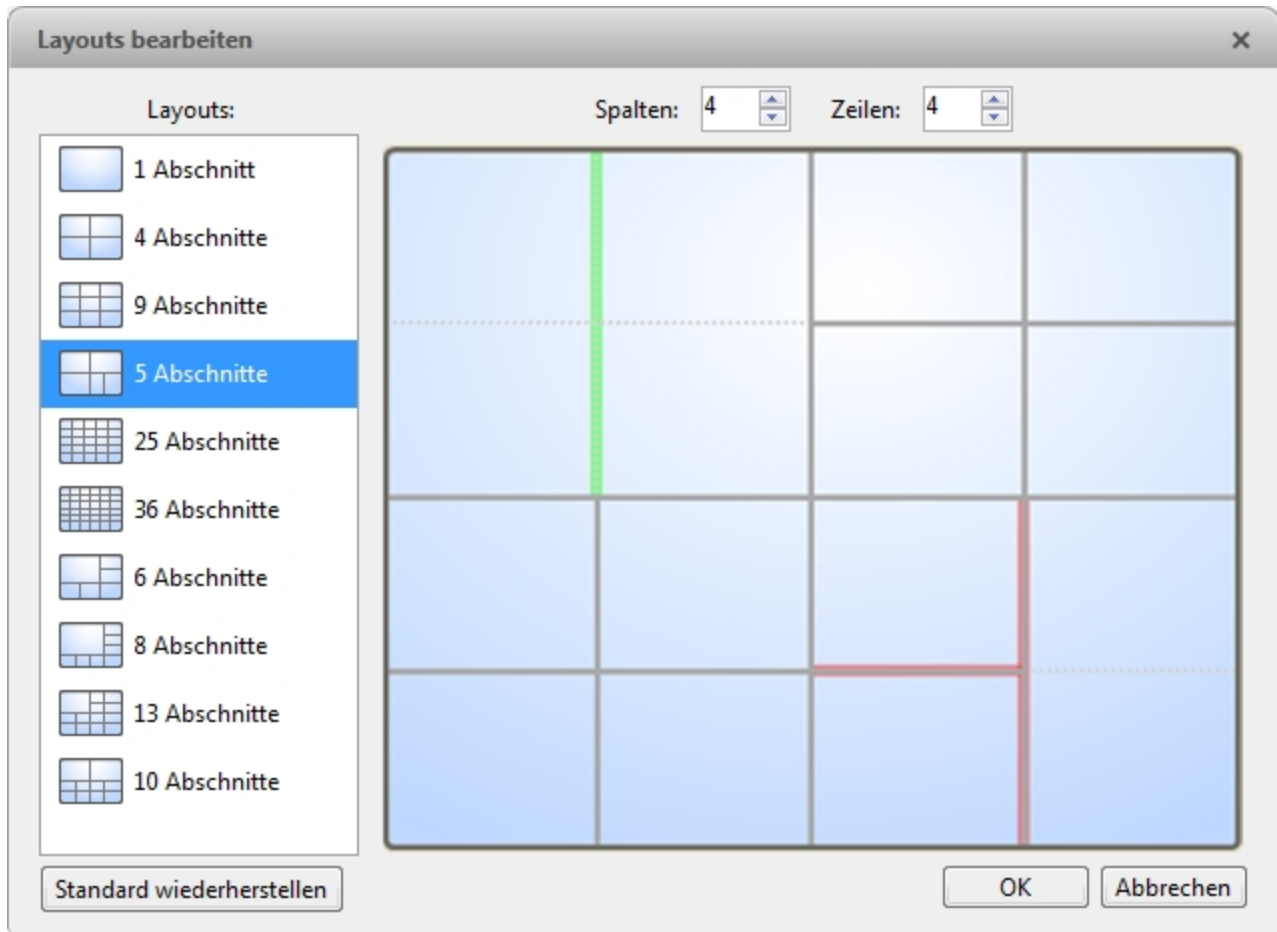 Layouts bearbeiten
Layouts:
Spalten: 4 Zeilen: 4
1 Abschnitt
4 Abschnitte
9 Abschnitte
5 Abschnitte
25 Abschnitte
36 Abschnitte
6 Abschnitte
8 Abschnitte
13 Abschnitte
10 Abschnitte
Standard wiederherstellen
OK
Abbrechen